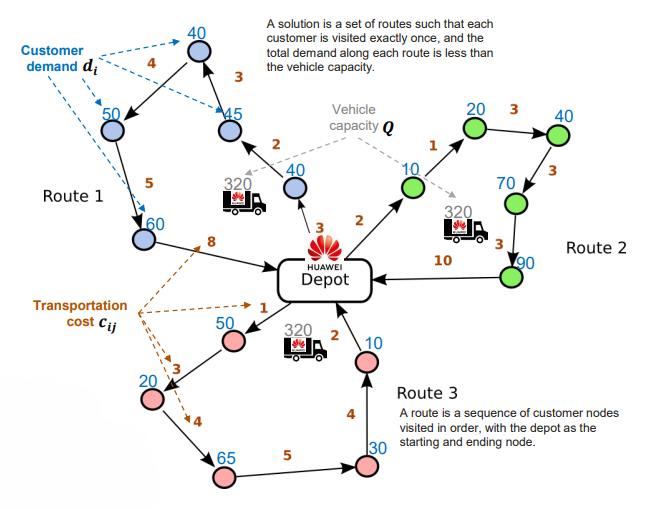 A solution is a set of routes such that each
customer is visited exactly once, and the
total demand along each route is less than
the vehicle capacity.
Customer
demand dᵢ
40
4
3
50
45
Vehicle
capacity Q
20
3
40
2
1
5
320
40
10
70
3
Route 1
320
60
3
2
3
90
Route 2
8
HUAWEI
Depot
10
Transportation
cost cᵢⱼ
1
50
320
2
10
3
20
Route 3
4
4
A route is a sequence of customer nodes
visited in order, with the depot as the
starting and ending node.
65
5
30